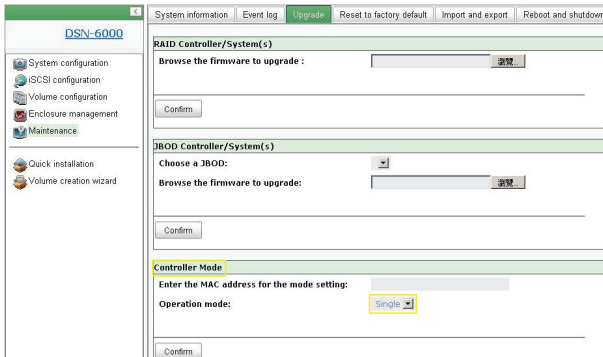 DSN-6000
System configuration
iSCSI configuration
Volume configuration
Enclosure management
Maintenance
Quick installation
Volume creation wizard
System information Event log Upgrade Reset to factory default Import and export Reboot and shutdown
RAID Controller/System(s)
Browse the firmware to upgrade : 瀏覽...
Confirm
JBOD Controller/System(s)
Choose a JBOD:
Browse the firmware to upgrade: 瀏覽...
Confirm
Controller Mode
Enter the MAC address for the mode setting:
Operation mode: Single
Confirm